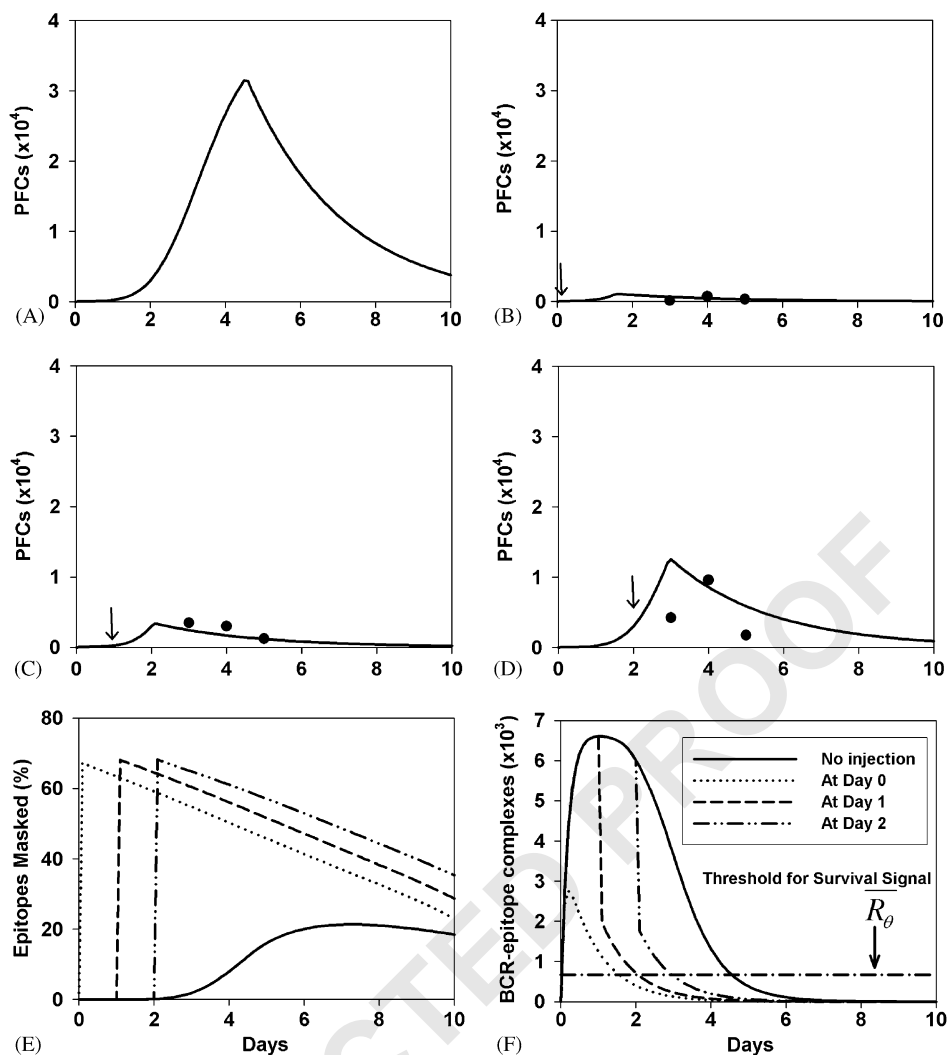 4
3
2
1
0
PFCs (x10⁴)
0 2 4 6 8 10
(A)
4
3
2
1
0
PFCs (x10⁴)
0 2 4 6 8 10
(B)
4
3
2
1
0
PFCs (x10⁴)
0 2 4 6 8 10
(C)
4
3
2
1
0
PFCs (x10⁴)
0 2 4 6 8 10
(D)
80
60
40
20
0
Epitopes Masked (%)
0 2 4 6 8 10
Days
(E)
7
6
5
4
3
2
1
0
BCR-epitope complexes (x10³)
No injection
At Day 0
At Day 1
At Day 2
Threshold for Survival Signal
R̅θ
0 2 4 6 8 10
Days
(F)
CTED PROOF